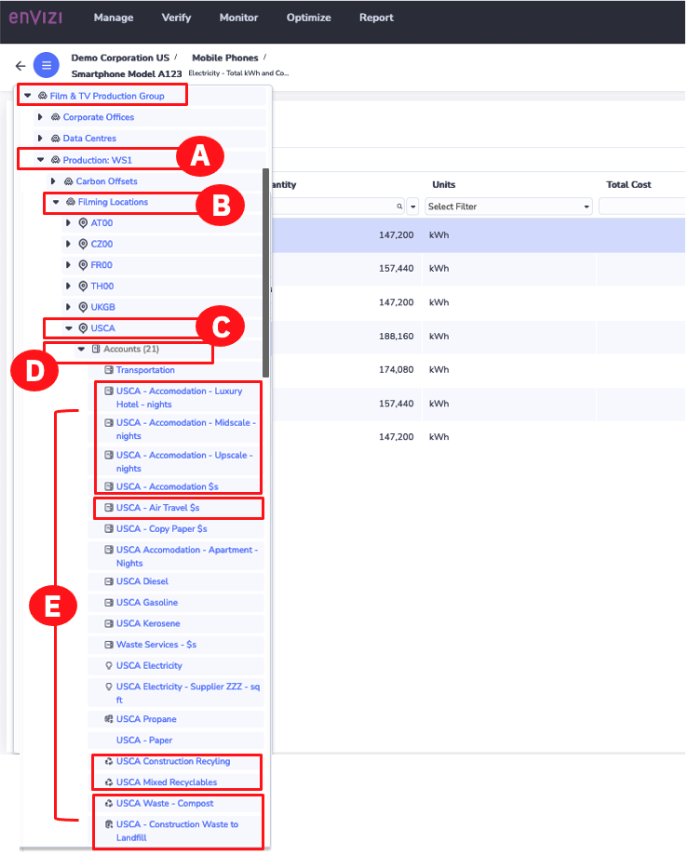 enVIZI Manage Verify Monitor Optimize Report
Demo Corporation US / Mobile Phones /
Smartphone Model A123 Electricity - Total kWh and Co...
Film & TV Production Group
Corporate Offices
Data Centres
Production: WS1
A
Carbon Offsets
Filming Locations
B
AT00
CZ00
FR00
TH00
UKGB
USCA
C
Accounts (21)
D
Transportation
USCA - Accomodation - Luxury
Hotel - nights
USCA - Accomodation - Midscale -
nights
USCA - Accomodation - Upscale -
nights
USCA - Accomodation $s
USCA - Air Travel $s
USCA - Copy Paper $s
USCA Accomodation - Apartment -
Nights
USCA Diesel
E
USCA Gasoline
USCA Kerosene
Waste Services - $s
USCA Electricity
USCA Electricity - Supplier ZZZ - sq
ft
USCA Propane
USCA - Paper
USCA Construction Recyling
USCA Mixed Recyclables
USCA Waste - Compost
USCA - Construction Waste to
Landfill
antity Units Total Cost
Select Filter
147,200 kWh
157,440 kWh
147,200 kWh
188,160 kWh
174,080 kWh
157,440 kWh
147,200 kWh